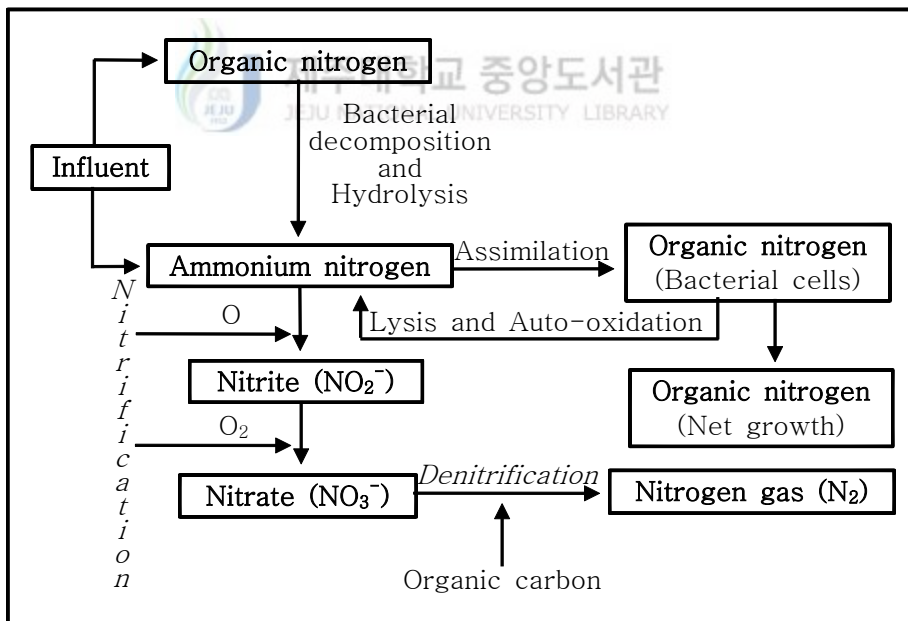 Organic nitrogen
제주대학교 중앙도서관
JEJU NATIONAL UNIVERSITY LIBRARY
JEJU
1952
Bacterial
decomposition
and
Hydrolysis
Influent
Ammonium nitrogen
Assimilation
Organic nitrogen
(Bacterial cells)
Lysis and Auto-oxidation
Nitrification
O
Nitrite (NO₂⁻)
Organic nitrogen
(Net growth)
O₂
Nitrate (NO₃⁻)
Denitrification
Nitrogen gas (N₂)
Organic carbon